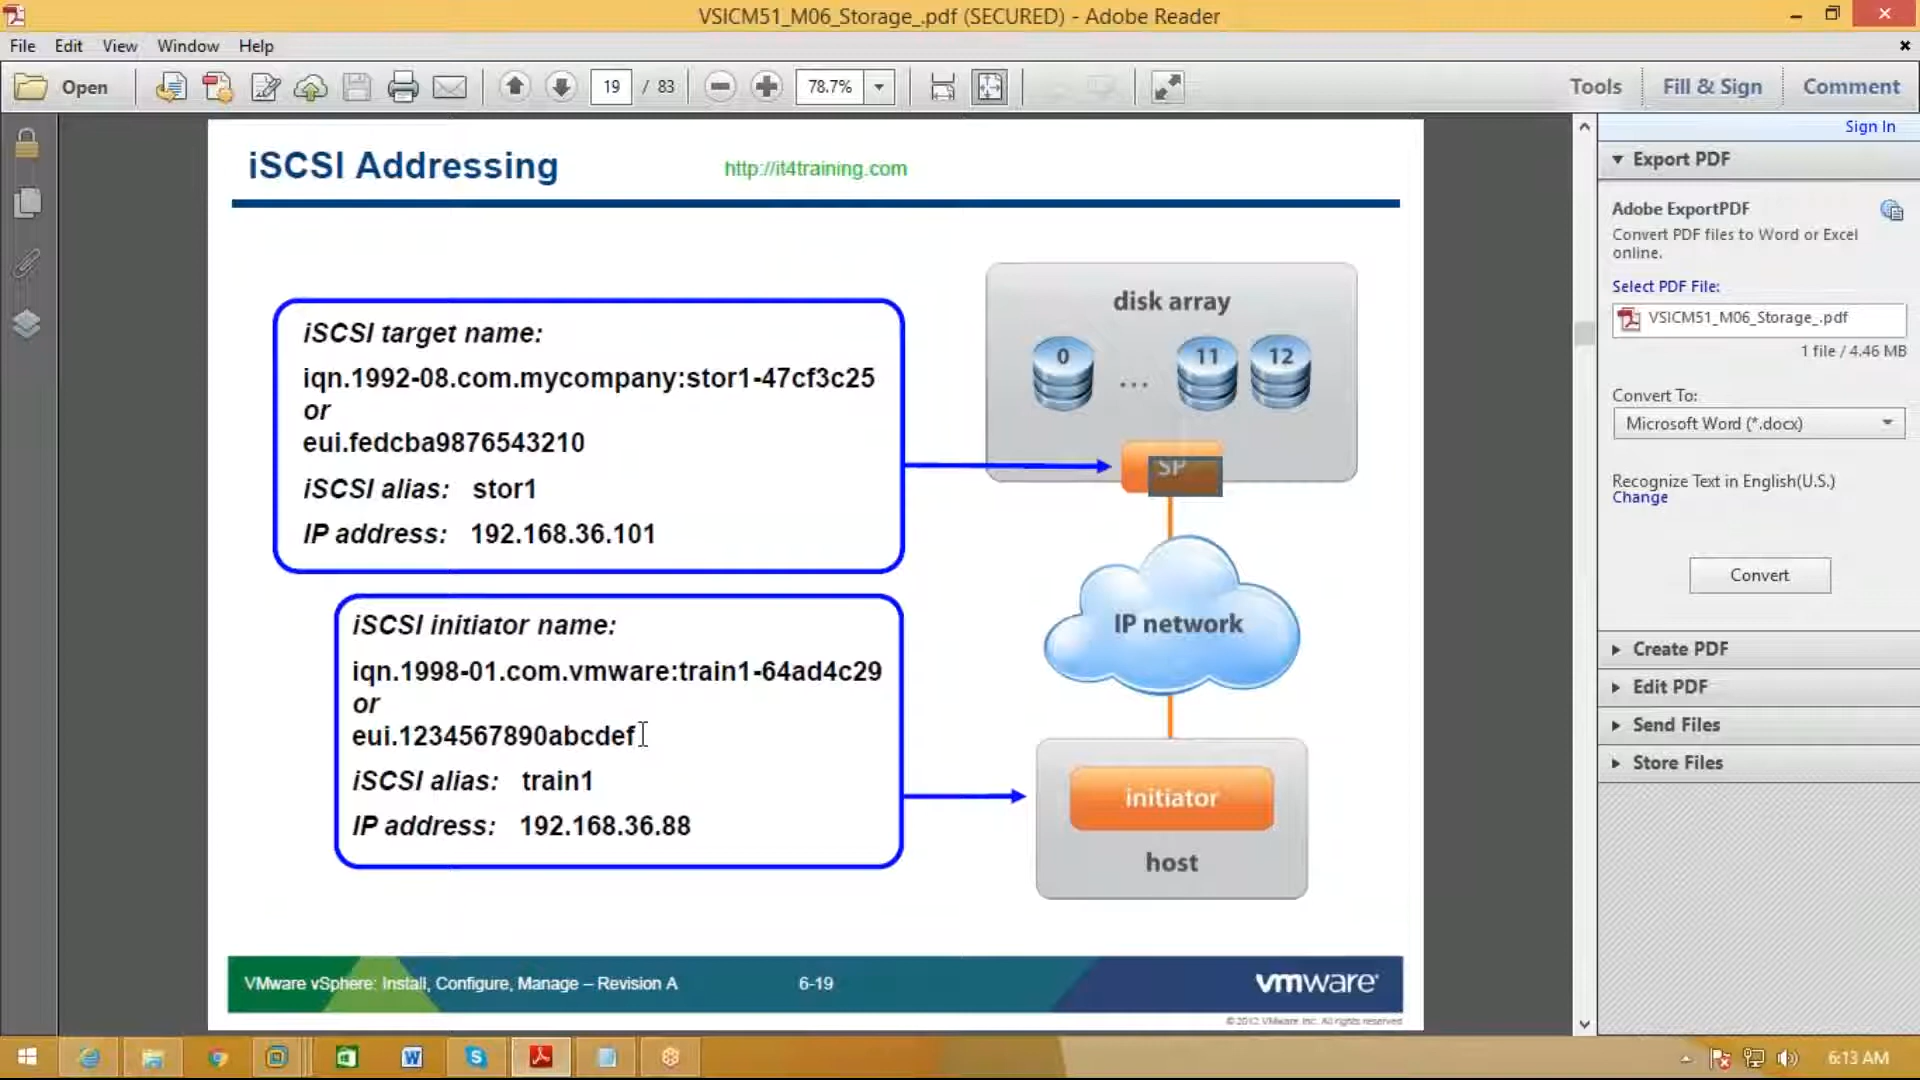 VSICM51_M06_Storage_.pdf (SECURED) - Adobe Reader
File Edit View Window Help
Open 19 / 83 78.7% Tools Fill & Sign Comment
Sign In
iSCSI Addressing
http://it4training.com
iSCSI target name:
iqn.1992-08.com.mycompany:stor1-47cf3c25
or
eui.fedcba9876543210
iSCSI alias: stor1
IP address: 192.168.36.101
disk array
0 ... 11 12
SP
IP network
iSCSI initiator name:
iqn.1998-01.com.vmware:train1-64ad4c29
or
eui.1234567890abcdef
iSCSI alias: train1
IP address: 192.168.36.88
initiator
host
VMware vSphere: Install, Configure, Manage – Revision A 6-19 vmware®
© 2012 VMware Inc. All rights reserved
Export PDF
Adobe ExportPDF
Convert PDF files to Word or Excel
online.
Select PDF File:
VSICM51_M06_Storage_.pdf
1 file / 4.46 MB
Convert To:
Microsoft Word (*.docx)
Recognize Text in English(U.S.)
Change
Convert
Create PDF
Edit PDF
Send Files
Store Files
6:13 AM